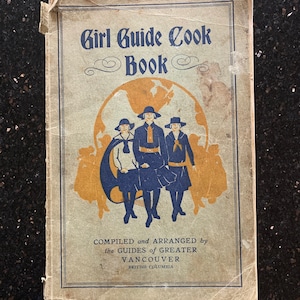 Girl Guide Cook
Book
COMPILED and ARRANGED by
the GUIDES of GREATER
VANCOUVER
BRITISH COLUMBIA